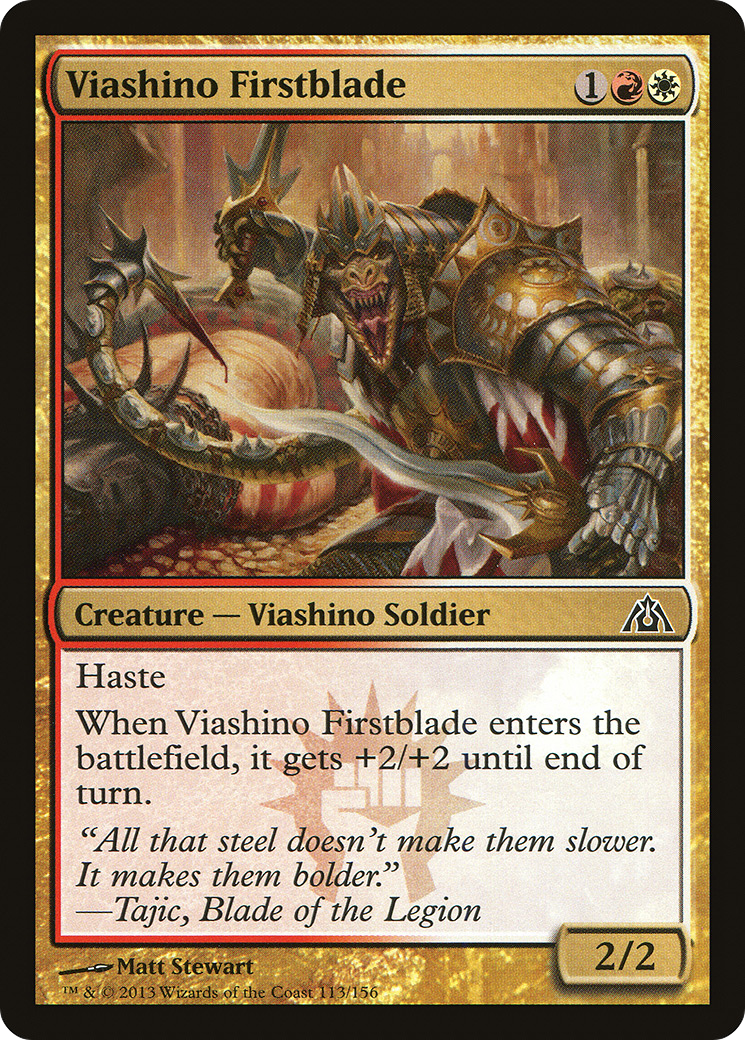 Viashino Firstblade 1
Creature — Viashino Soldier
Haste
When Viashino Firstblade enters the
battlefield, it gets +2/+2 until end of
turn.
“All that steel doesn’t make them slower.
It makes them bolder.”
—Tajic, Blade of the Legion
2/2
Matt Stewart
™ & © 2013 Wizards of the Coast 113/156